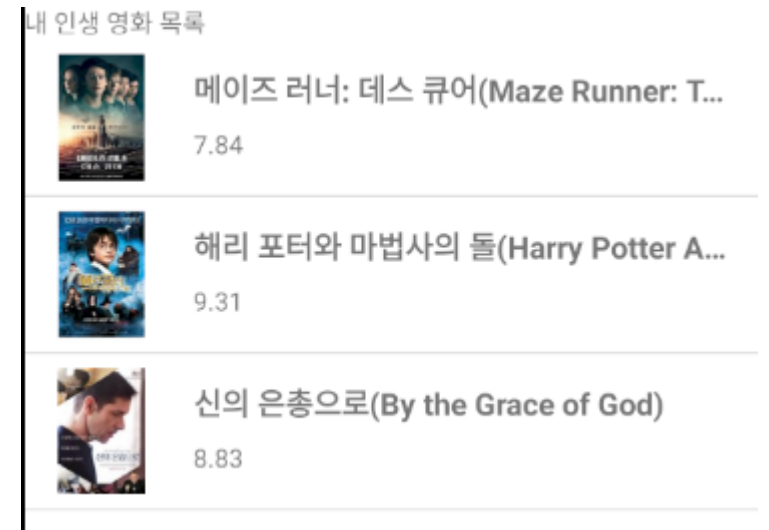 내 인생 영화 목록
메이즈 러너: 데스 큐어(Maze Runner: T...
7.84
해리 포터와 마법사의 돌(Harry Potter A...
9.31
신의 은총으로(By the Grace of God)
8.83